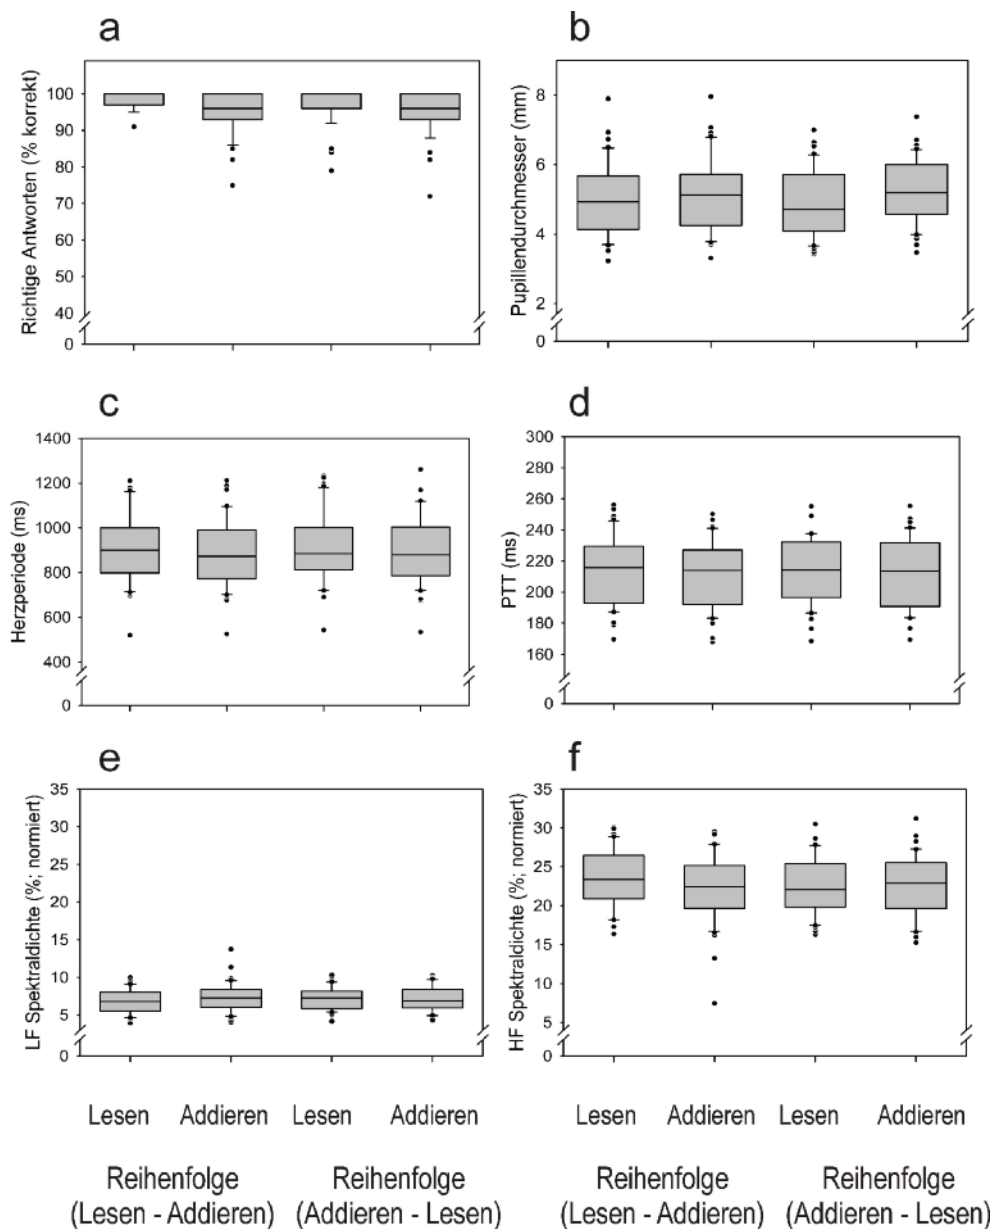 a
b
Richtige Antworten (% korrekt)
100
90
80
70
60
50
40
0
Pupillendurchmesser (mm)
8
6
4
2
0
c
d
Herzperiode (ms)
1400
1200
1000
800
600
400
0
PTT (ms)
300
280
260
240
220
200
180
160
0
e
f
LF Spektraldichte (%; normiert)
35
30
25
20
15
10
5
0
HF Spektraldichte (%; normiert)
35
30
25
20
15
10
5
0
Lesen Addieren Lesen Addieren
Lesen Addieren Lesen Addieren
Reihenfolge
(Lesen - Addieren)
Reihenfolge
(Addieren - Lesen)
Reihenfolge
(Lesen - Addieren)
Reihenfolge
(Addieren - Lesen)